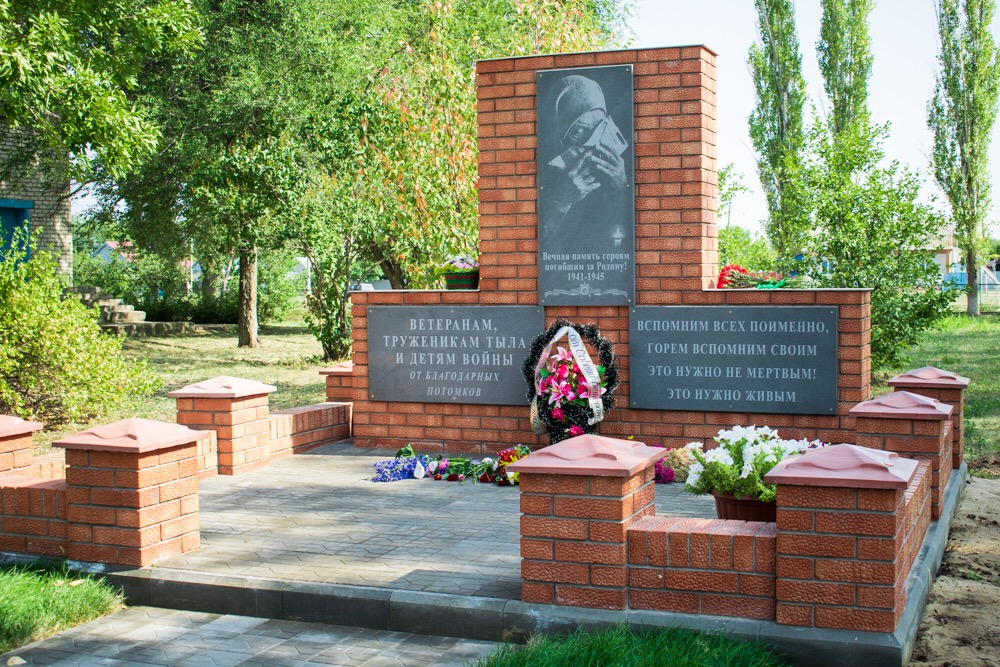 Вечная память героям
погибшим за Родину!
1941-1945
ВЕТЕРАНАМ,
ТРУЖЕНИКАМ ТЫЛА
И ДЕТЯМ ВОЙНЫ
ОТ БЛАГОДАРНЫХ
ПОТОМКОВ
ВСПОМНИМ ВСЕХ ПОИМЕННО,
ГОРЕМ ВСПОМНИМ СВОИМ
ЭТО НУЖНО НЕ МЕРТВЫМ!
ЭТО НУЖНО ЖИВЫМ